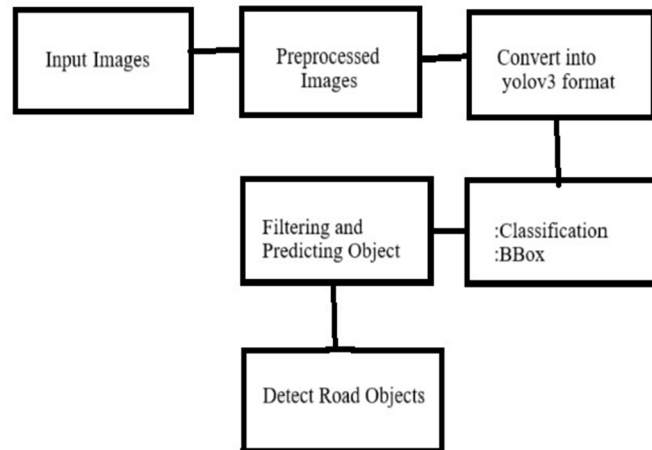 Input Images
Preprocessed
Images
Convert into
yolov3 format
:Classification
:BBox
Filtering and
Predicting Object
Detect Road Objects